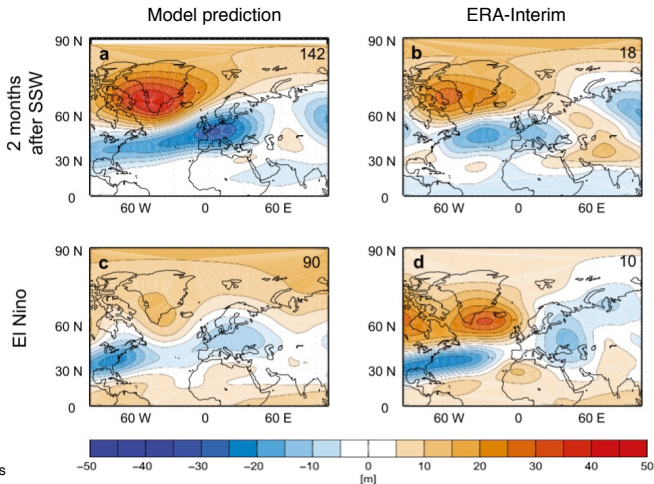 Model prediction ERA-Interim
2 months
after SSW
90 N a 142 b 18
90 N
60 N 60 N
30 N 30 N
0 0
60 W 0 60 E 60 W 0 60 E
El Nino
90 N c 90 d 10
90 N
60 N 60 N
30 N 30 N
0 0
60 W 0 60 E 60 W 0 60 E
s
−50 −40 −30 −20 −10 0 10 20 30 40 50
[m]